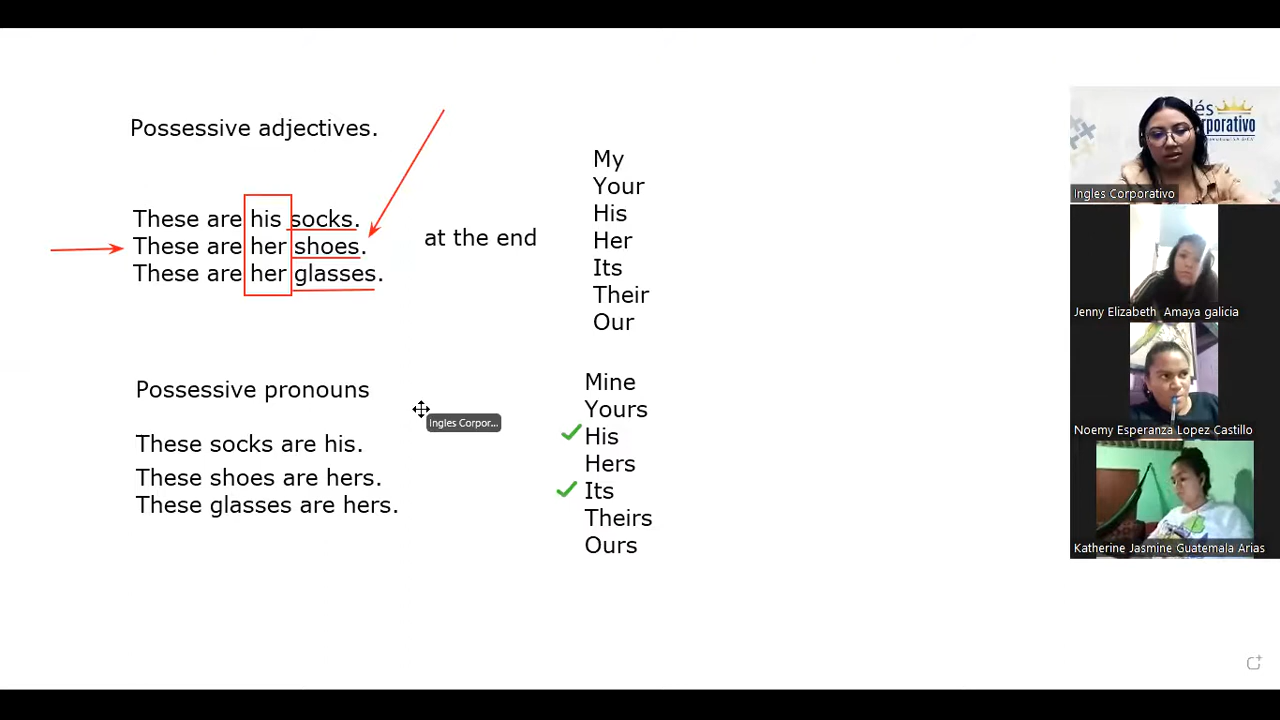 Possessive adjectives.
These are his socks.
These are her shoes.
These are her glasses.
at the end
My
Your
His
Her
Its
Their
Our
Possessive pronouns
Ingles Corpor...
These socks are his.
These shoes are hers.
These glasses are hers.
Mine
Yours
His
Hers
Its
Theirs
Ours
Ingles Corporativo
Jenny Elizabeth Amaya galicia
Noemy Esperanza Lopez Castillo
Katherine Jasmine Guatemala Arias